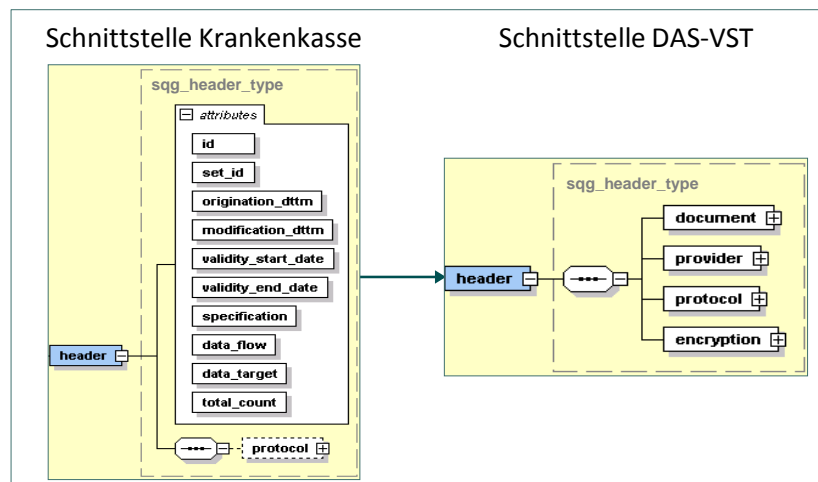 Schnittstelle Krankenkasse
sqg_header_type
attributes
id
set_id
origination_dttm
modification_dttm
validity_start_date
validity_end_date
specification
data_flow
data_target
total_count
header
protocol
Schnittstelle DAS-VST
sqg_header_type
header
document
provider
protocol
encryption